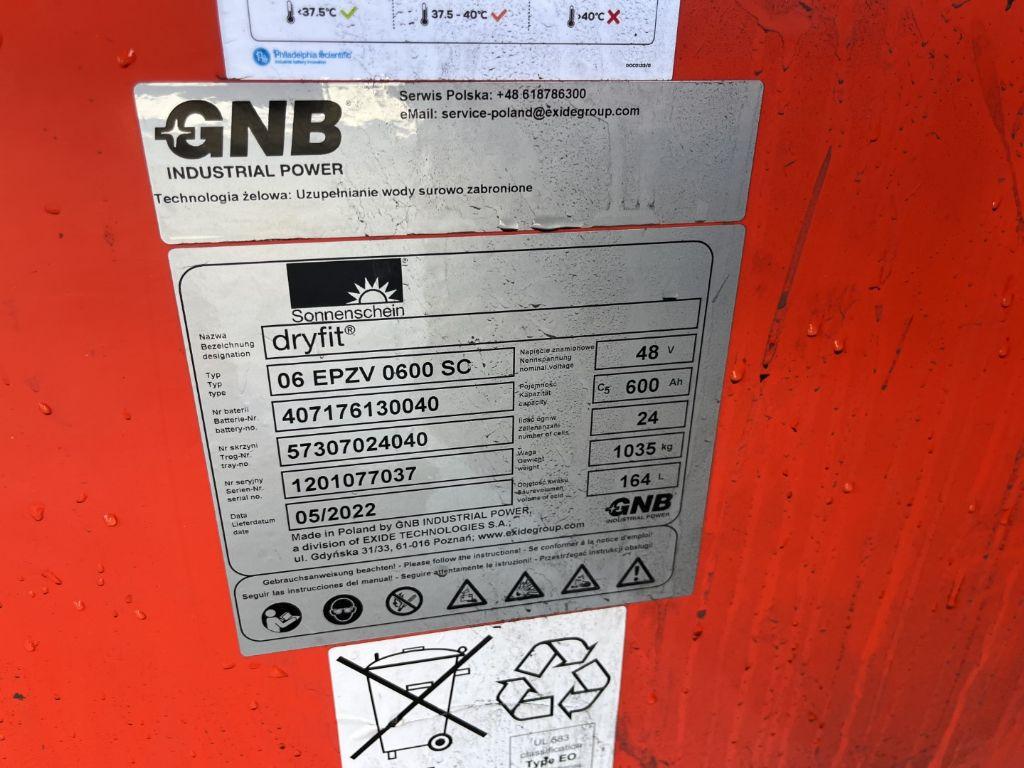 <37.5°C
37.5 - 40°C
>40°C
Philadelphia Scientific
GNB
INDUSTRIAL POWER
Serwis Polska: +48 618786300
eMail: service-poland@exidegroup.com
Technologia żelowa: Uzupełnianie wody surowo zabronione
Sonnenschein®
Nazwa
Bezeichnung
designation
dryfit®
Typ
Typ
type
06 EPZV 0600 SC
Napięcie znamionowe
Nennspannung
nominal voltage
48 V
Nr baterii
Batterie-Nr.
battery-no.
407176130040
Pojemność
Kapazität
capacity
C5 600 Ah
Nr skrzyni
Trog-Nr.
tray-no
57307024040
Ilość ogniw
Zellenanzahl
number of cells
24
Nr seryjny
Serien-Nr.
serial no.
1201077037
Waga
Gewicht
weight
1035 kg
Data
Lieferdatum
date
05/2022
Objętość kwasu
Säurevolumen
volume of acid
164 L
Made in Poland by GNB INDUSTRIAL POWER,
a division of EXIDE TECHNOLOGIES S.A.,
ul. Gdyńska 31/33, 61-016 Poznań; www.exidegroup.com
GNB
INDUSTRIAL POWER
Gebrauchsanweisung beachten! - Please follow the instructions! - Se conformer à la notice d'emploi!
Seguir las instrucciones del manual! - Seguire attentamente le istruzioni! - Przestrzegać instrukcji obsługi!
UL 583
classification
Type EO